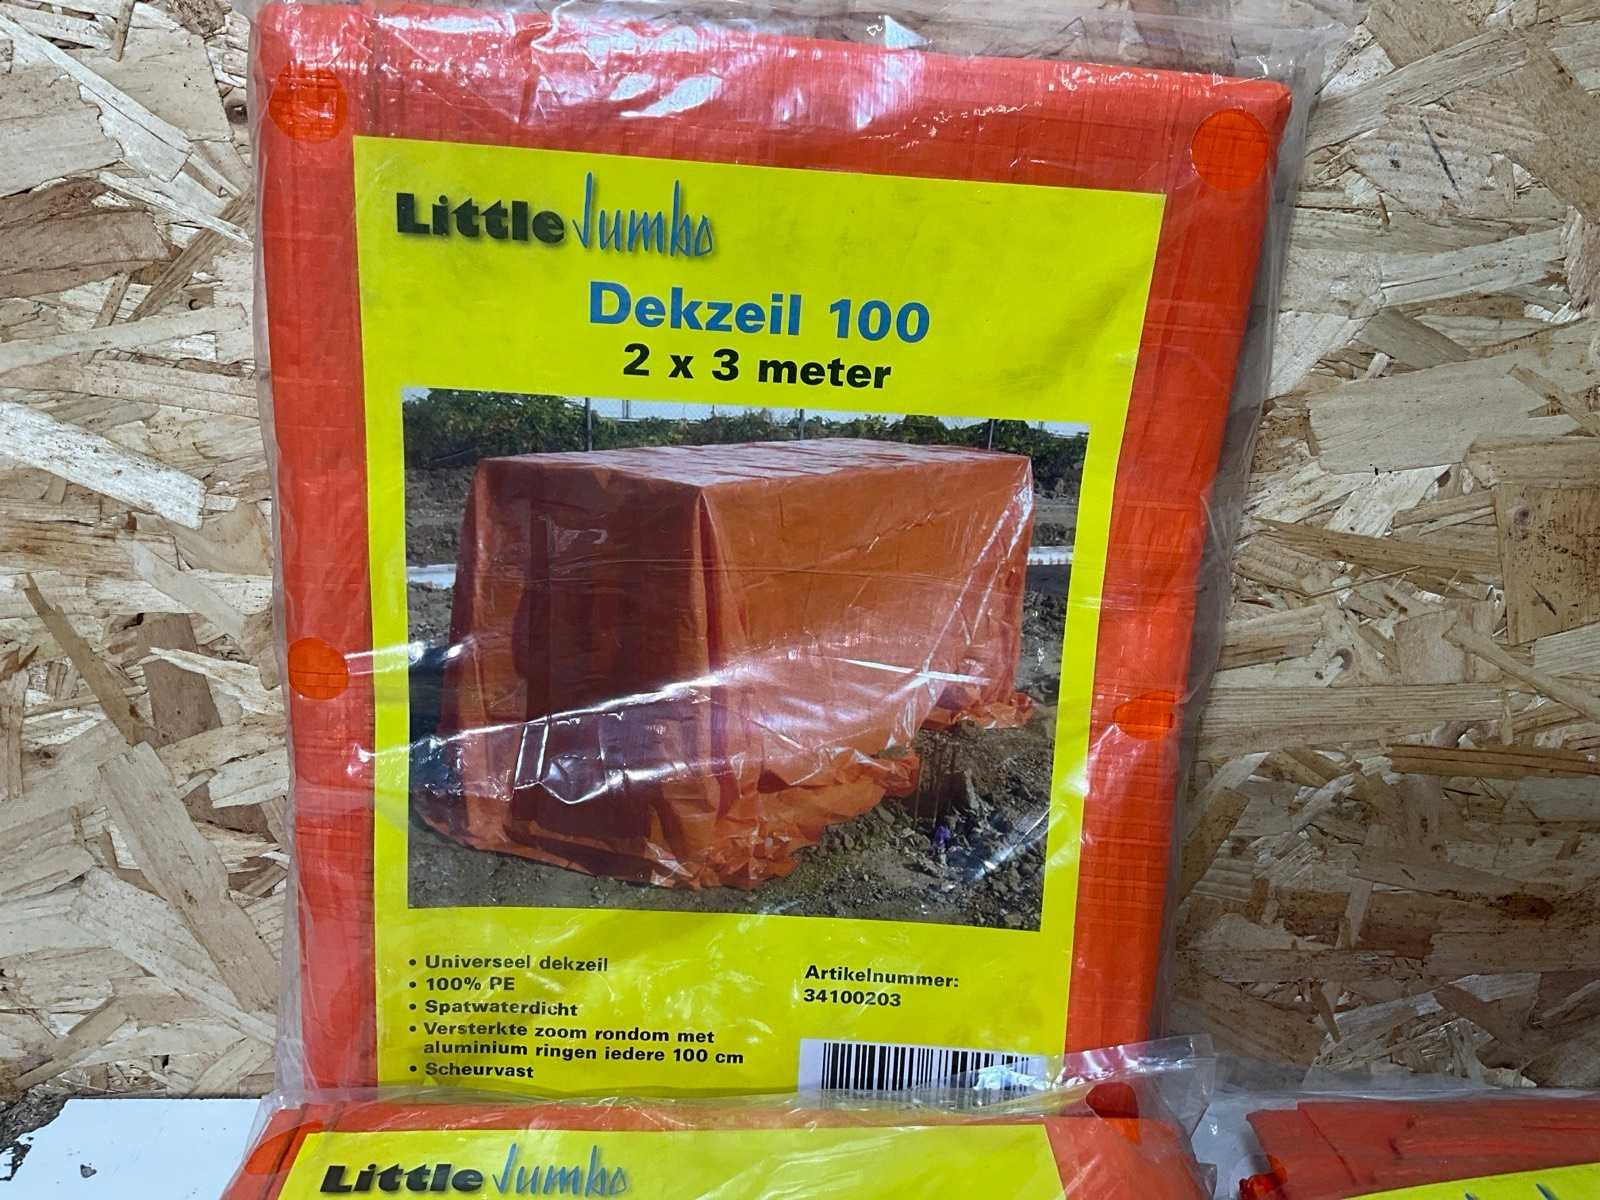 Little Jumbo
Dekzeil 100
2 x 3 meter
• Universeel dekzeil
• 100% PE
• Spatwaterdicht
• Versterkte zoom rondom met
aluminium ringen iedere 100 cm
• Scheurvast
Artikelnummer:
34100203
Little Jumbo